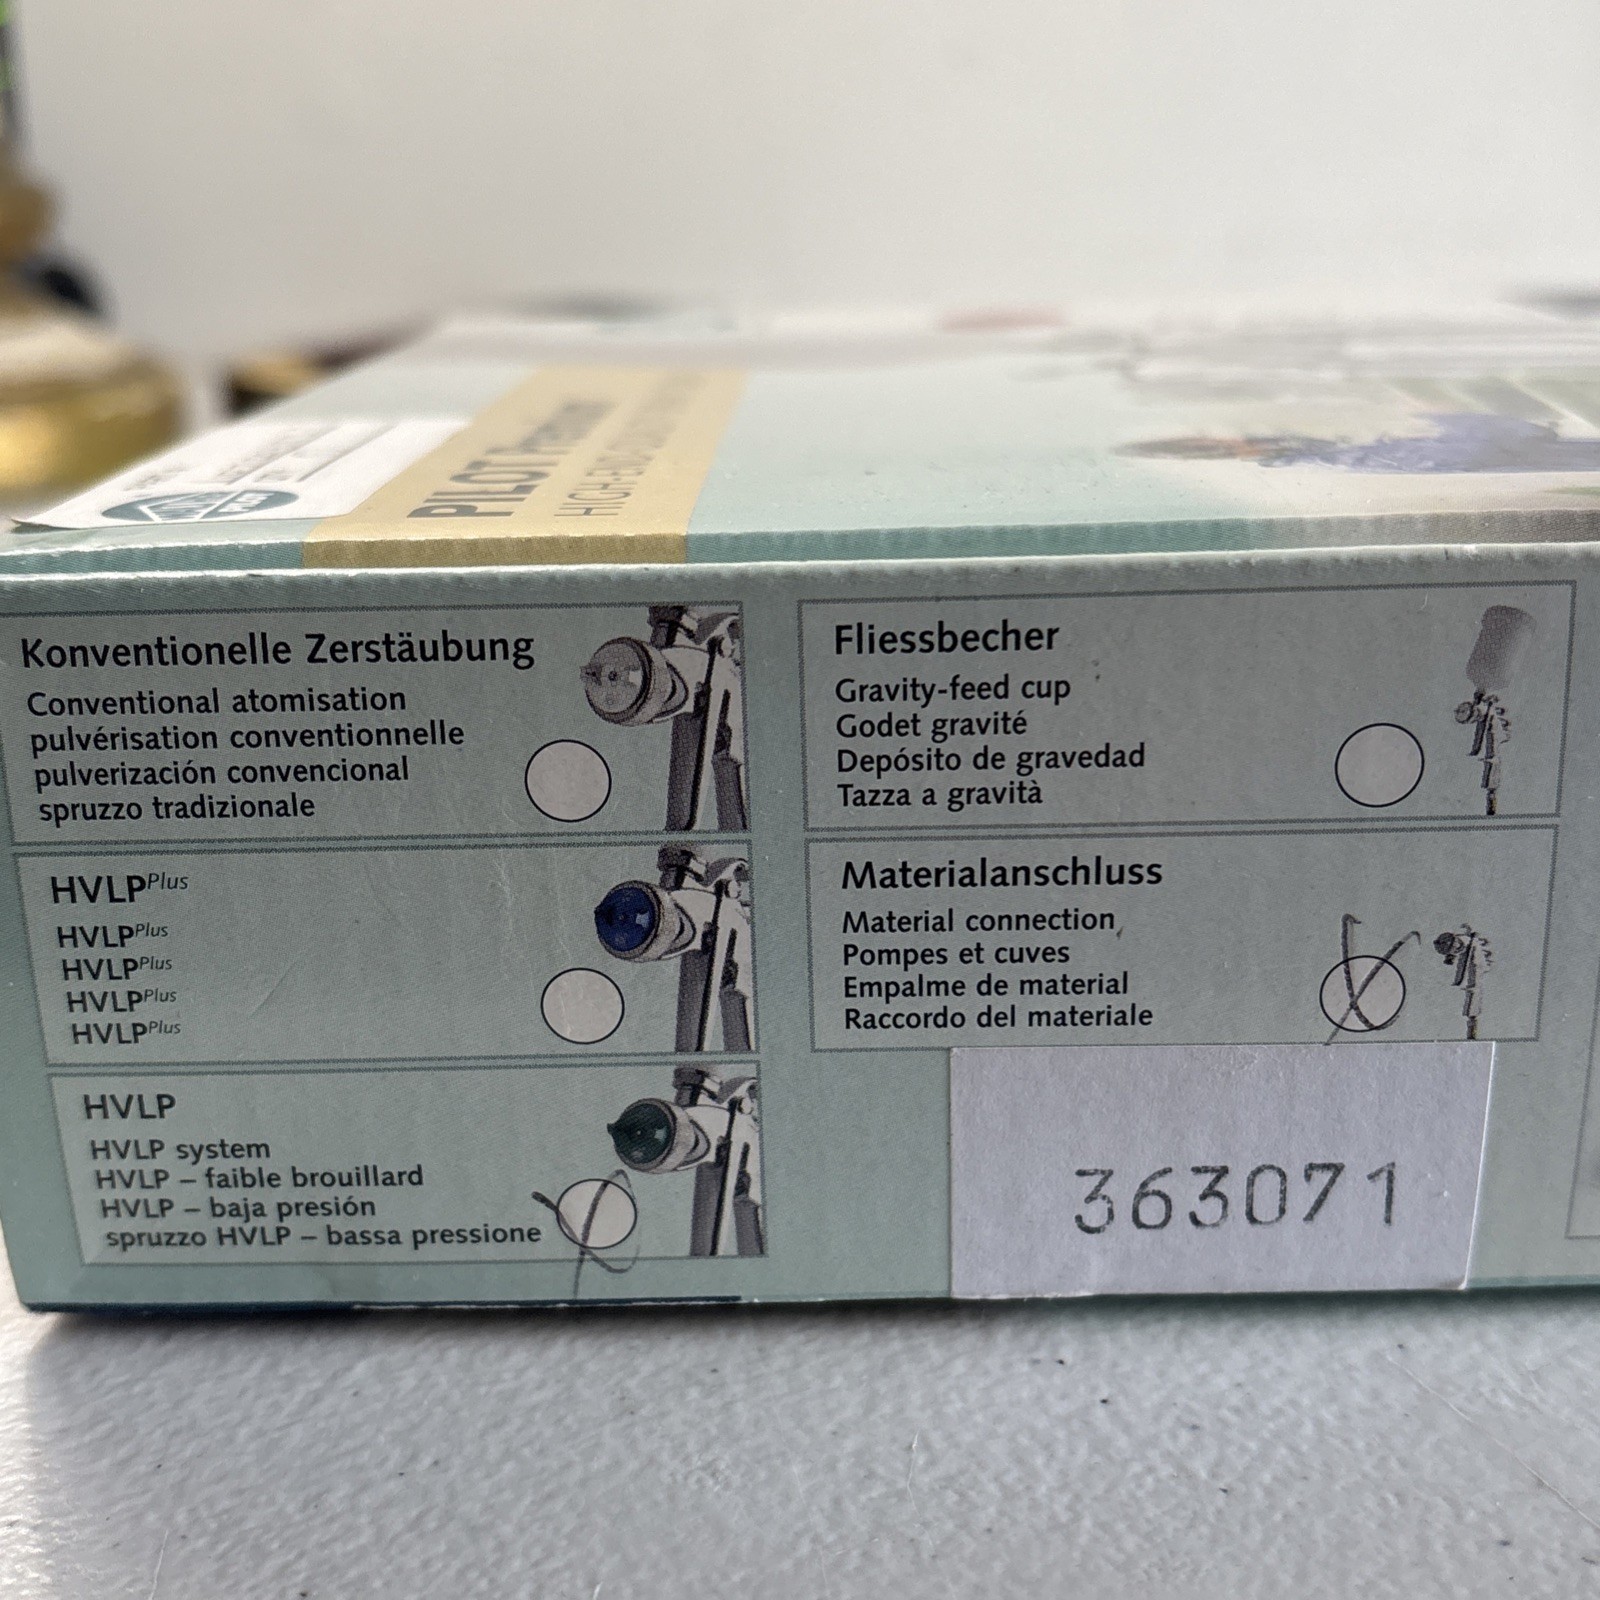 PILOT Premium
PILOT
Konventionelle Zerstäubung
Conventional atomisation
pulvérisation conventionnelle
pulverización convencional
spruzzo tradizionale
HVLPPlus
HVLPPlus
HVLPPlus
HVLPPlus
HVLPPlus
HVLP
HVLP system
HVLP – faible brouillard
HVLP – baja presión
spruzzo HVLP – bassa pressione
Fliessbecher
Gravity-feed cup
Godet gravité
Depósito de gravedad
Tazza a gravità
Materialanschluss
Material connection
Pompes et cuves
Empalme de material
Raccordo del materiale
363071